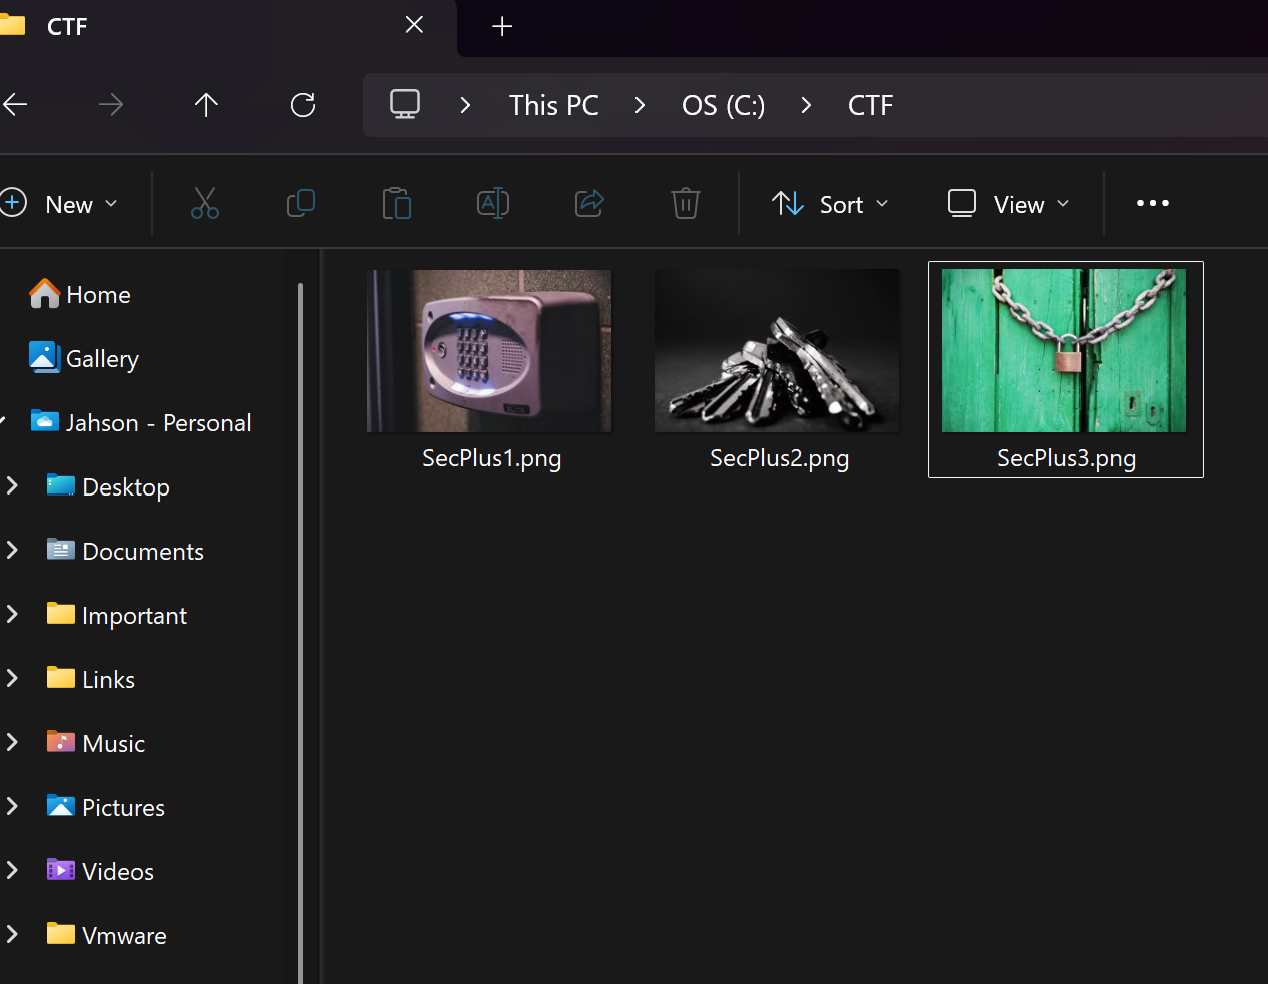 CTF
This PC > OS (C:) > CTF
New
Sort
View
Home
Gallery
Jahson - Personal
Desktop
Documents
Important
Links
Music
Pictures
Videos
Vmware
SecPlus1.png
SecPlus2.png
SecPlus3.png